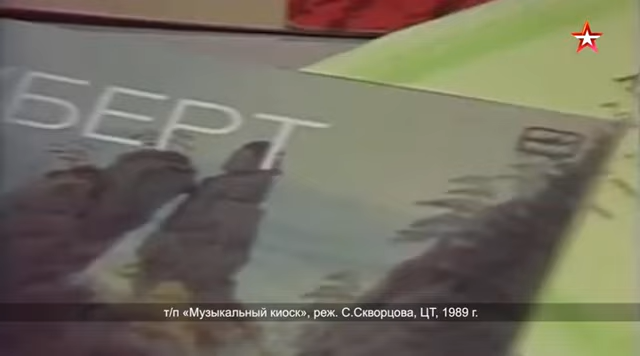 БЕРТ
т/п «Музыкальный киоск», реж. С.Скворцова, ЦТ, 1989 г.